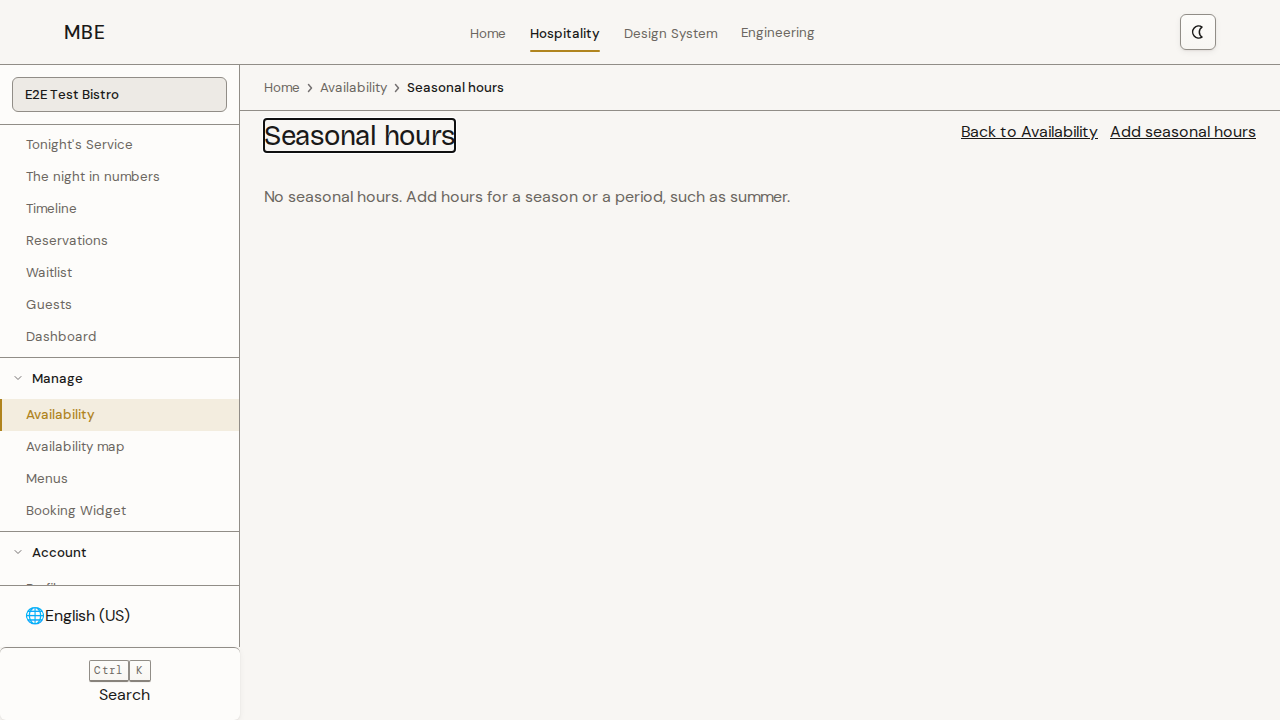 MBE
Home Hospitality Design System Engineering
E2E Test Bistro
Home Availability Seasonal hours
Seasonal hours
Back to Availability Add seasonal hours
No seasonal hours. Add hours for a season or a period, such as summer.
Tonight's Service
The night in numbers
Timeline
Reservations
Waitlist
Guests
Dashboard
Manage
Availability
Availability map
Menus
Booking Widget
Account
English (US)
Ctrl K
Search